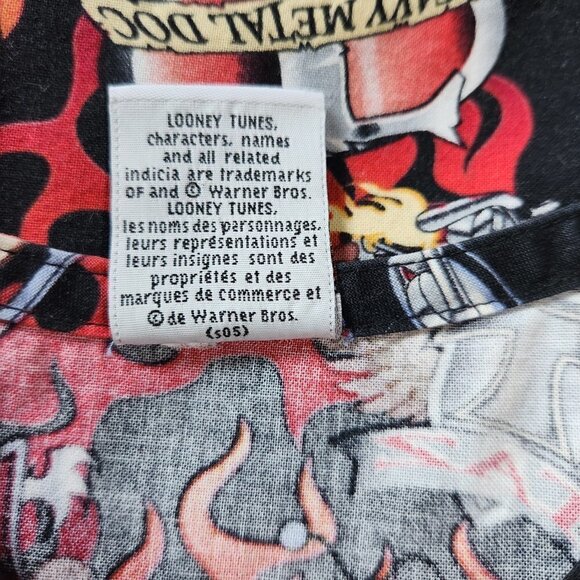 HEAVY METAL DOC
LOONEY TUNES,
characters, names
and all related
indicia are trademarks
OF and © Warner Bros.
LOONEY TUNES,
les noms des personnages,
leurs représentations et
leurs insignes sont des
propriétés et des
marques de commerce et
© de Warner Bros.
(s05)